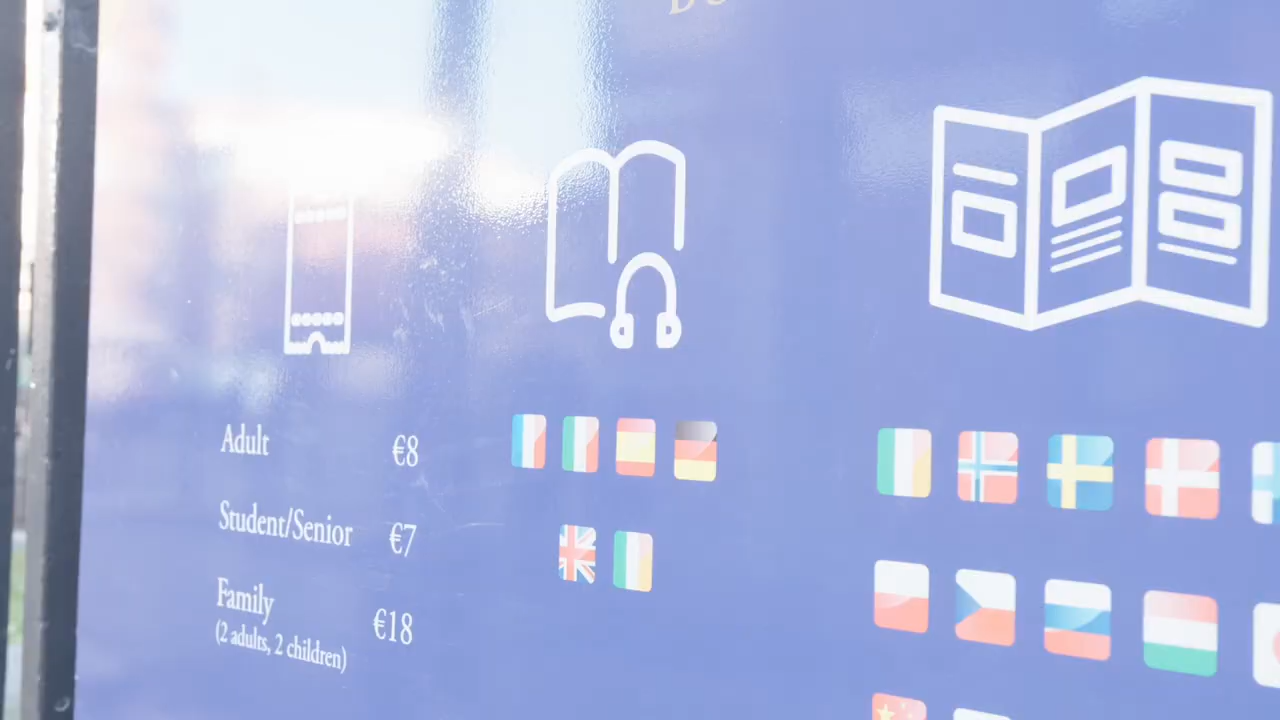 Adult €8
Student/Senior €7
Family €18
(2 adults, 2 children)